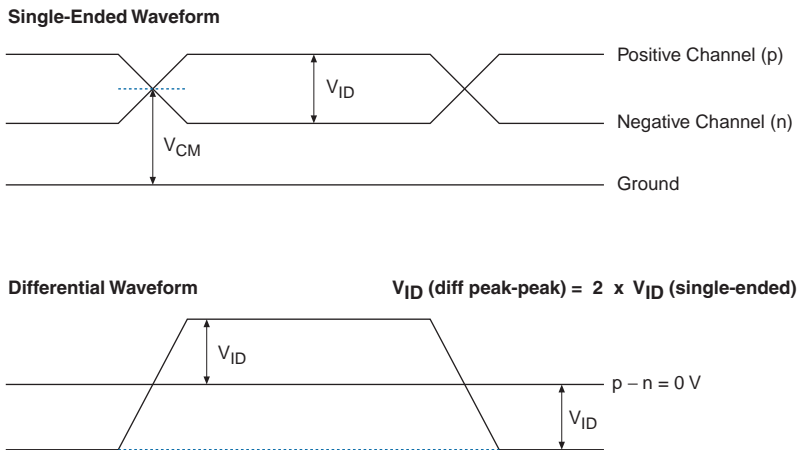 Single-Ended Waveform
Positive Channel (p)
VID
Negative Channel (n)
VCM
Ground
Differential Waveform
VID (diff peak-peak) = 2 x VID (single-ended)
VID
p – n = 0 V
VID